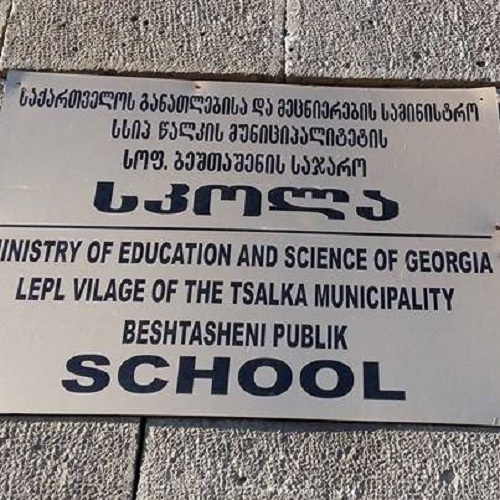 საქართველოს განათლებისა და მეცნიერების სამინისტრო
სსიპ წალკის მუნიციპალიტეტის
სოფ. ბეშთაშენის საჯარო
სკოლა
INISTRY OF EDUCATION AND SCIENCE OF GEORGIA
LEPL VILAGE OF THE TSALKA MUNICIPALITY
BESHTASHENI PUBLIK
SCHOOL